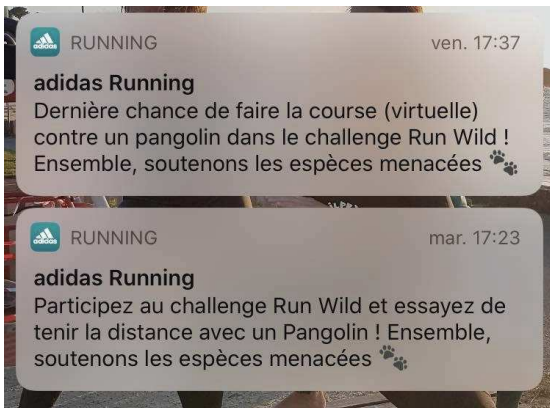 adidas
RUNNING
ven. 17:37
adidas Running
Dernière chance de faire la course (virtuelle)
contre un pangolin dans le challenge Run Wild !
Ensemble, soutenons les espèces menacées 🐾
adidas
RUNNING
mar. 17:23
adidas Running
Participez au challenge Run Wild et essayez de
tenir la distance avec un Pangolin ! Ensemble,
soutenons les espèces menacées 🐾